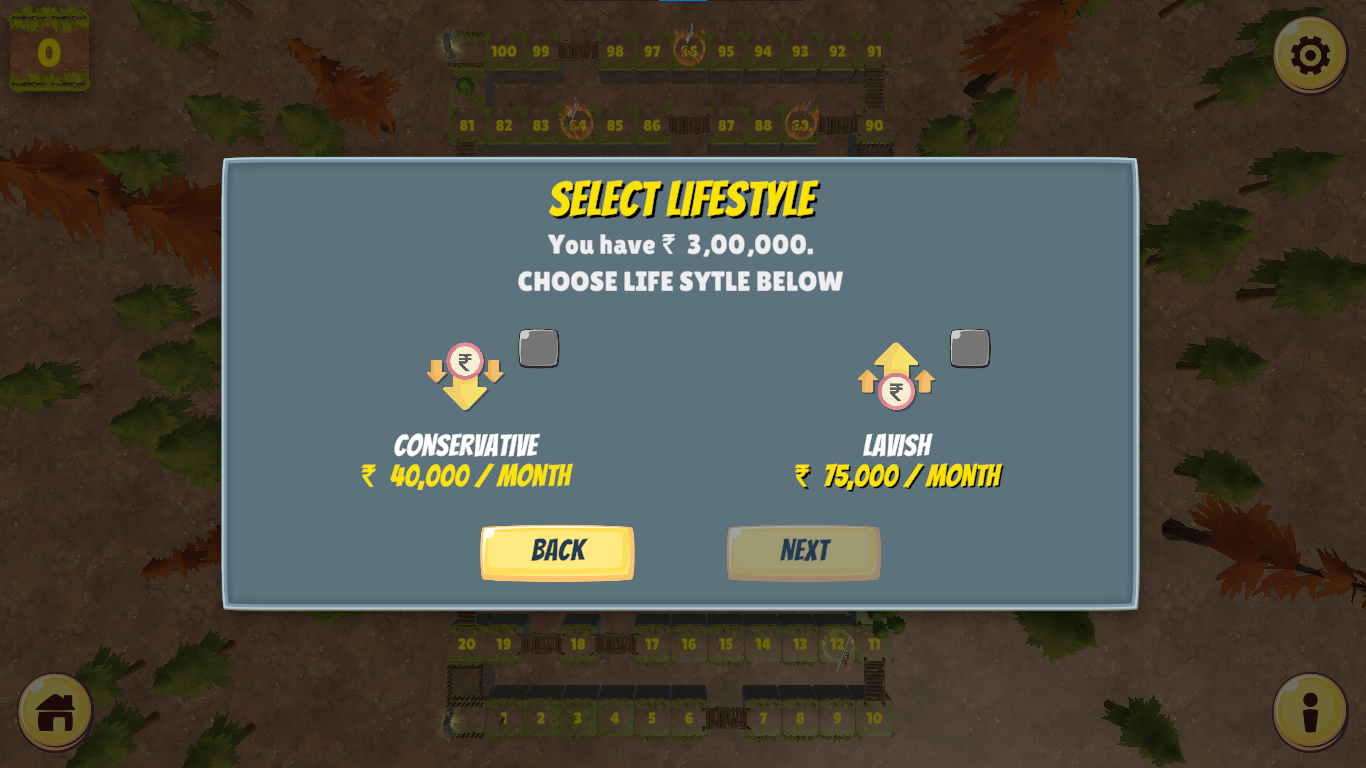 0
100 99 98 97 95 94 93 92 91
81 82 83 84 85 86 87 88 90
SELECT LIFESTYLE
You have ₹ 3,00,000.
CHOOSE LIFE SYTLE BELOW
₹
₹
CONSERVATIVE
₹ 40,000 / MONTH
LAVISH
₹ 75,000 / MONTH
BACK
NEXT
20 19 18 17 16 15 14 13 12 11
1 2 3 4 5 6 7 8 9 10